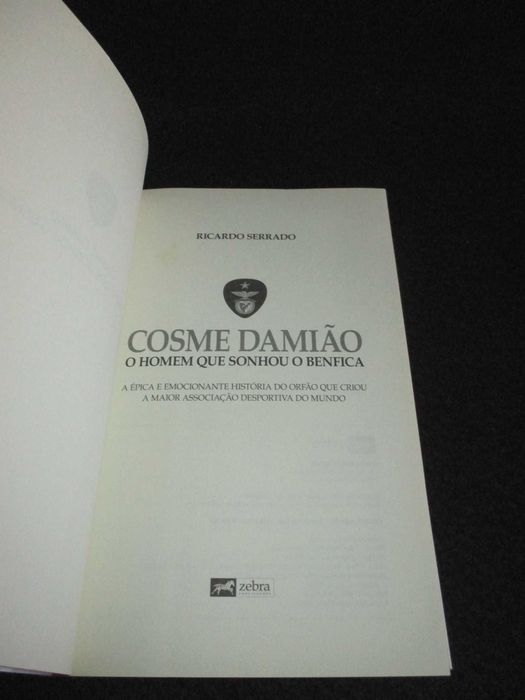 RICARDO SERRADO
COSME DAMIÃO
O HOMEM QUE SONHOU O BENFICA
A ÉPICA E EMOCIONANTE HISTÓRIA DO ORFÃO QUE CRIOU
A MAIOR ASSOCIAÇÃO DESPORTIVA DO MUNDO
zebra
PUBLICAÇÕES